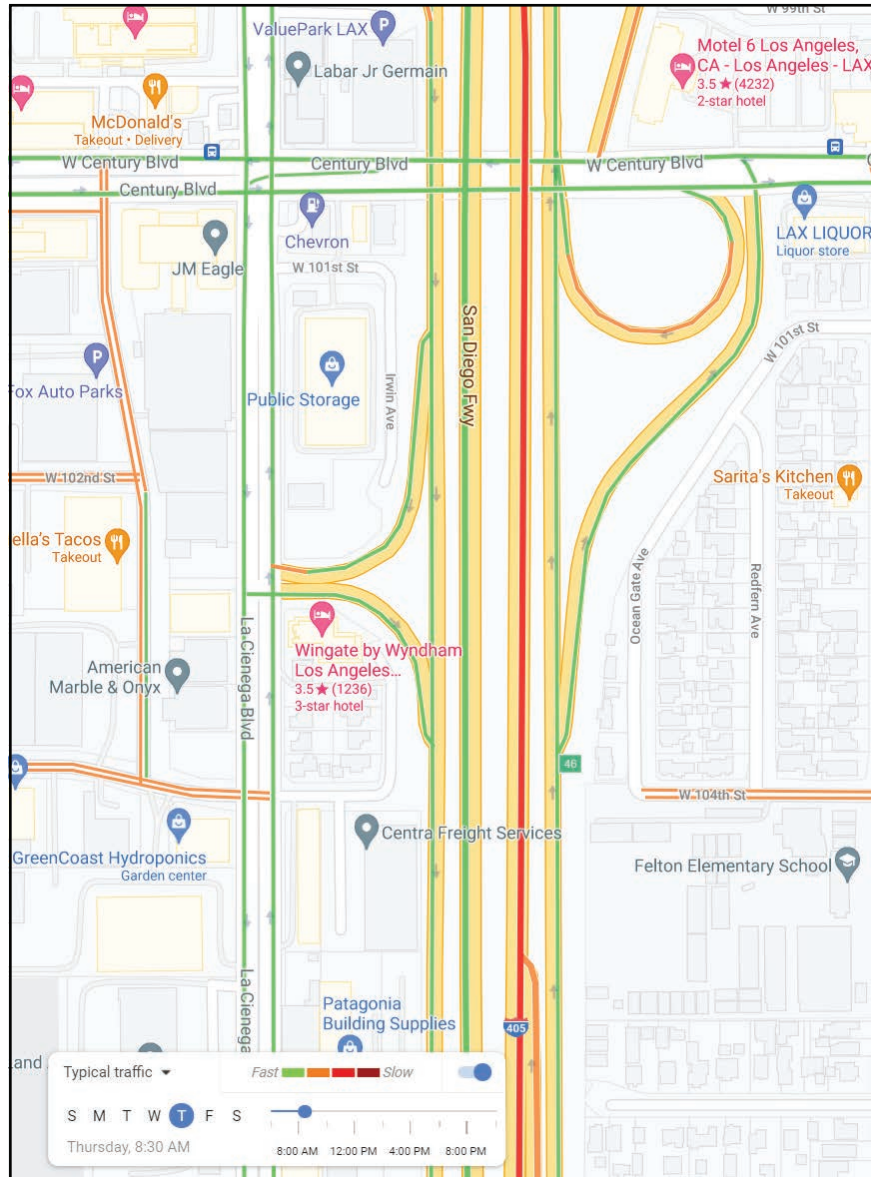 W 99th St
ValuePark LAX
P
Labar Jr Germain
Motel 6 Los Angeles,
CA - Los Angeles - LAX
3.5 ★ (4232)
2-star hotel
McDonald's
Takeout • Delivery
W Century Blvd
Century Blvd
W Century Blvd
Century Blvd
Chevron
LAX LIQUOR
Liquor store
JM Eagle
W 101st St
San Diego Fwy
W 101st St
P
Fox Auto Parks
Public Storage
Irwin Ave
W 102nd St
Sarita's Kitchen
Takeout
ella's Tacos
Takeout
Ocean Gate Ave
Redfern Ave
La Cienega Blvd
Wingate by Wyndham
Los Angeles...
3.5 ★ (1236)
3-star hotel
American
Marble & Onyx
46
W 104th St
Centra Freight Services
GreenCoast Hydroponics
Garden center
Felton Elementary School
La Cienega
Patagonia
Building Supplies
405
Typical traffic
Fast
Slow
S M T W T F S
Thursday, 8:30 AM
8:00 AM 12:00 PM 4:00 PM 8:00 PM